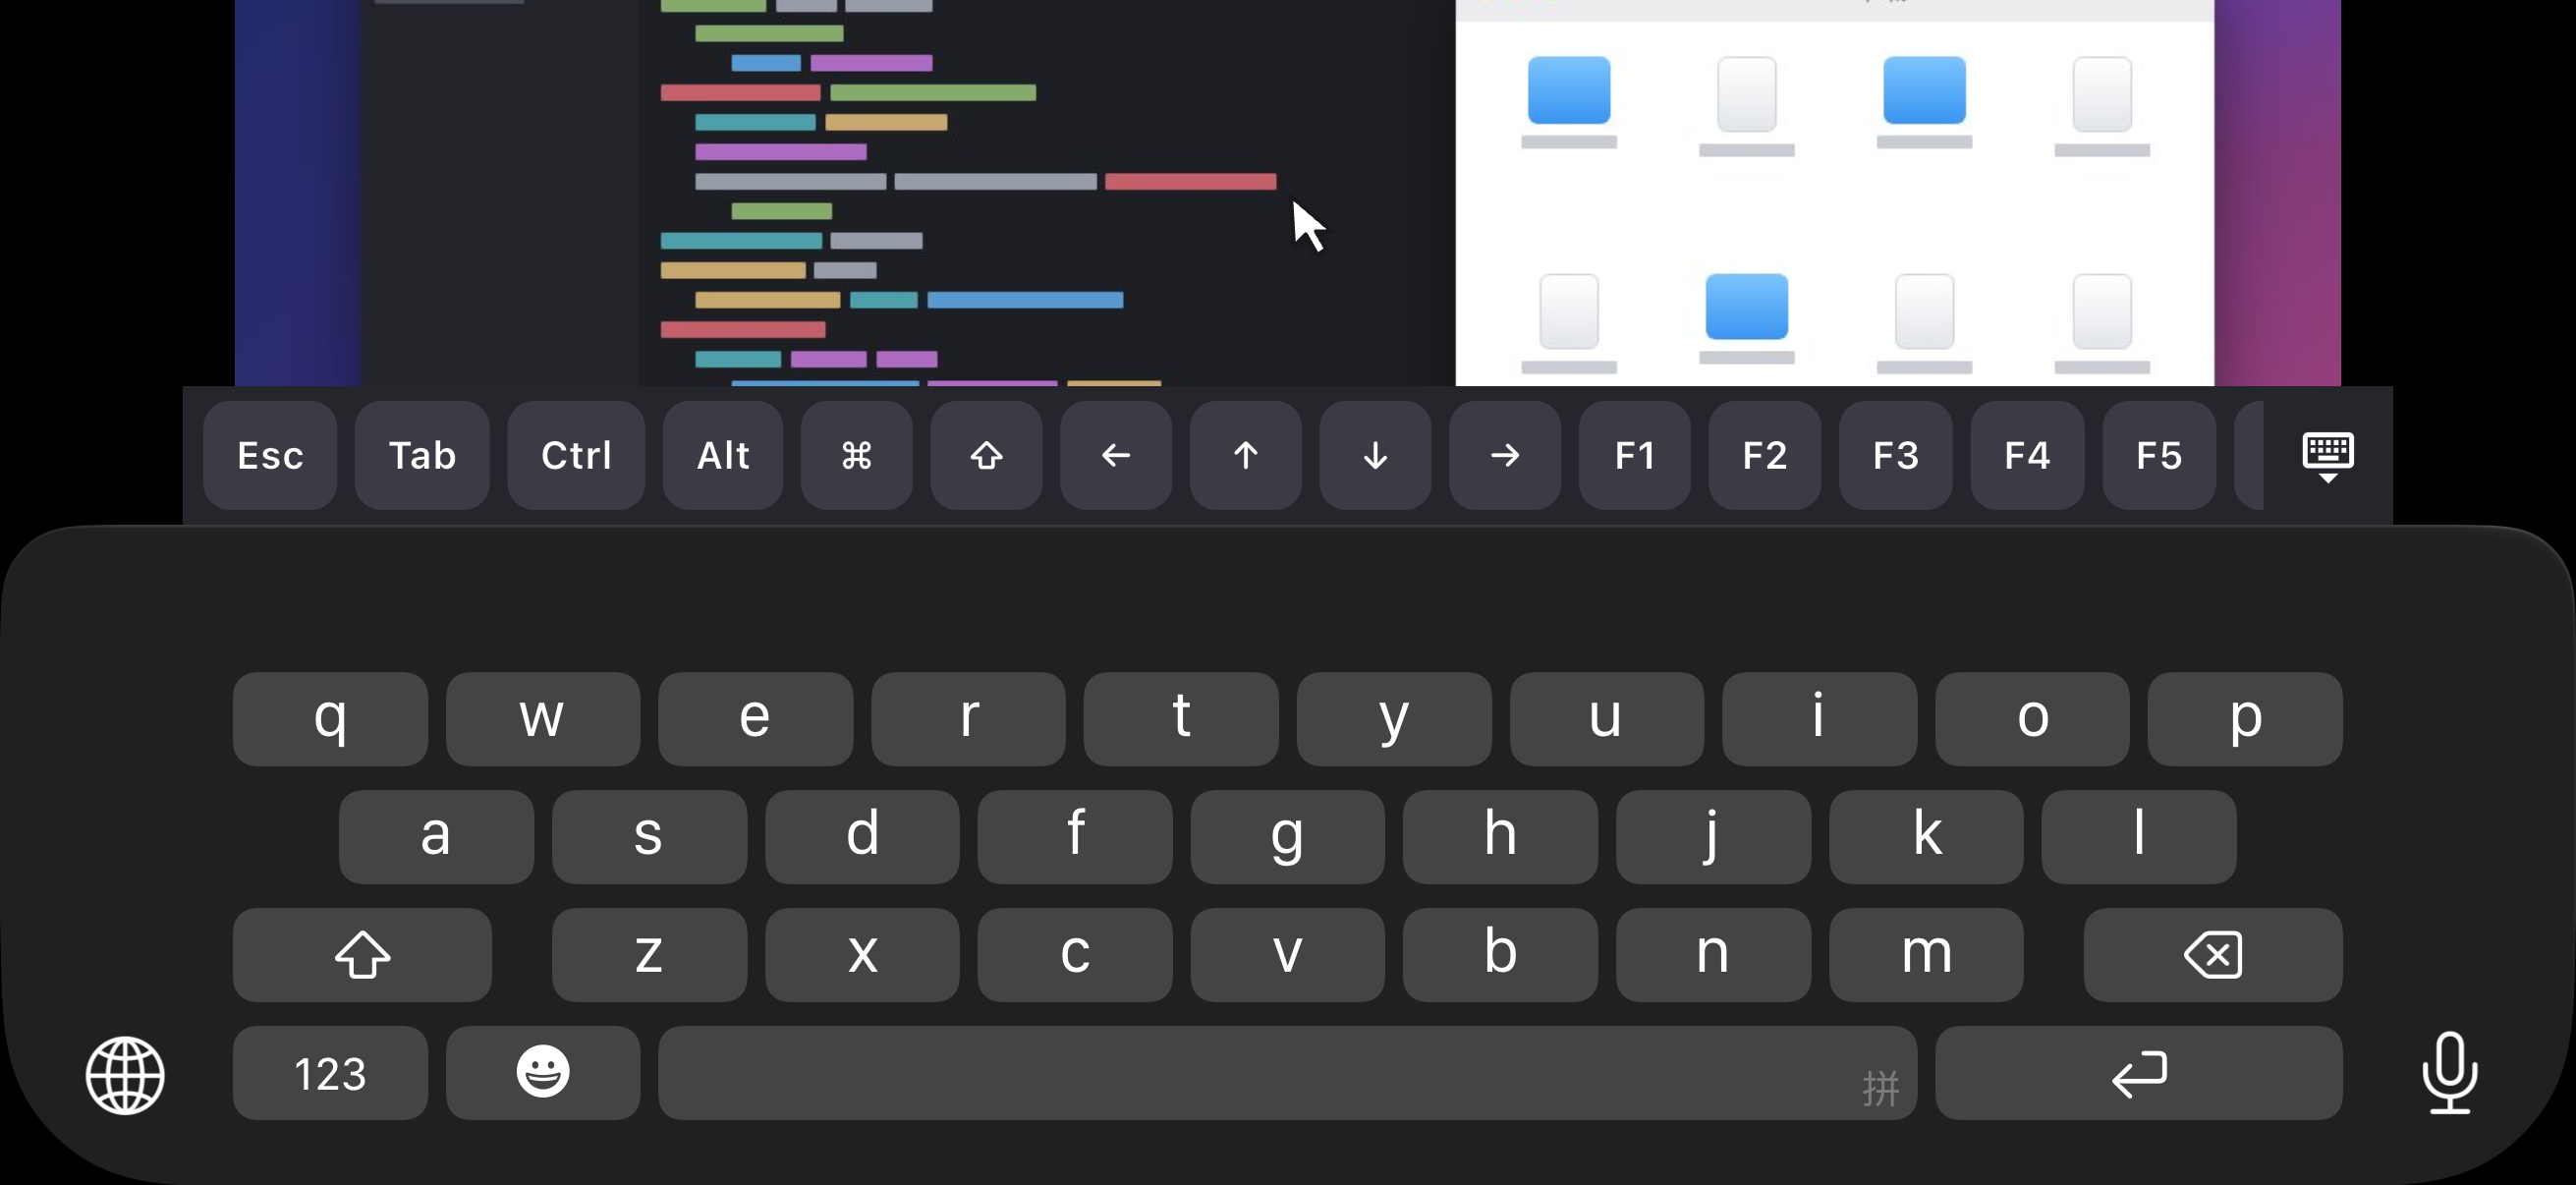 Esc Tab Ctrl Alt ⌘ ⇧ ← ↑ ↓ → F1 F2 F3 F4 F5
q w e r t y u i o p
a s d f g h j k l
z x c v b n m
123 拼